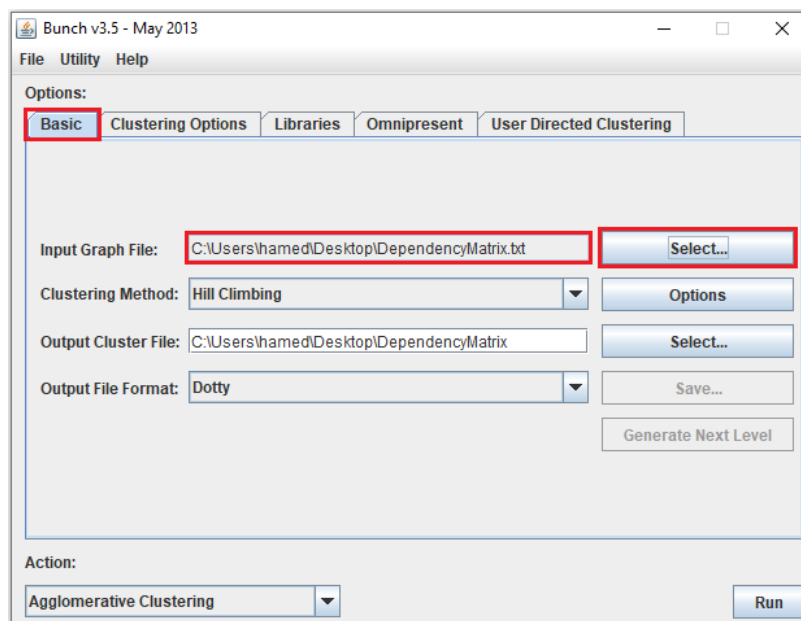 Bunch v3.5 - May 2013
File Utility Help
Options:
Basic Clustering Options Libraries Omnipresent User Directed Clustering
Input Graph File: C:\Users\hamed\Desktop\DependencyMatrix.txt Select...
Clustering Method: Hill Climbing Options
Output Cluster File: C:\Users\hamed\Desktop\DependencyMatrix Select...
Output File Format: Dotty Save...
Generate Next Level
Action:
Agglomerative Clustering Run